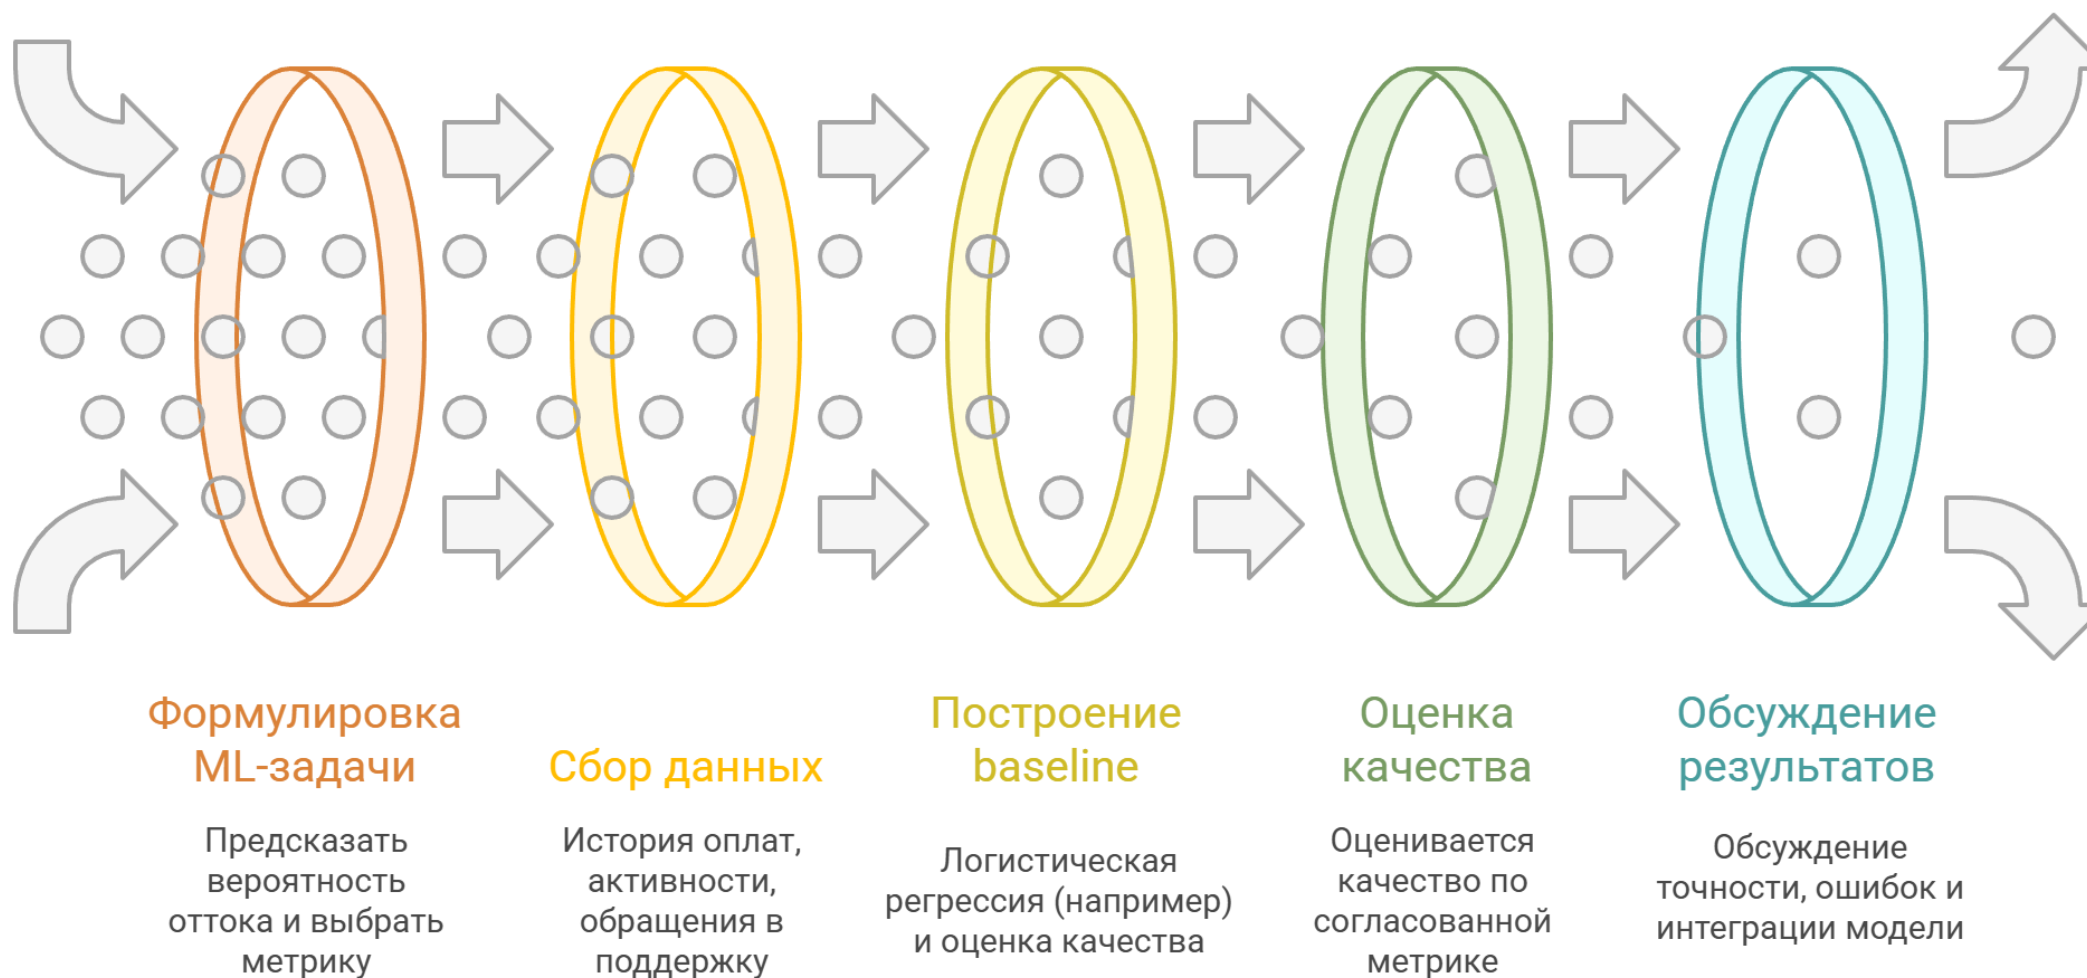 Формулировка
ML-задачи
Предсказать
вероятность
оттока и выбрать
метрику
Сбор данных
История оплат,
активности,
обращения в
поддержку
Построение
baseline
Логистическая
регрессия (например)
и оценка качества
Оценка
качества
Оценивается
качество по
согласованной
метрике
Обсуждение
результатов
Обсуждение
точности, ошибок и
интеграции модели